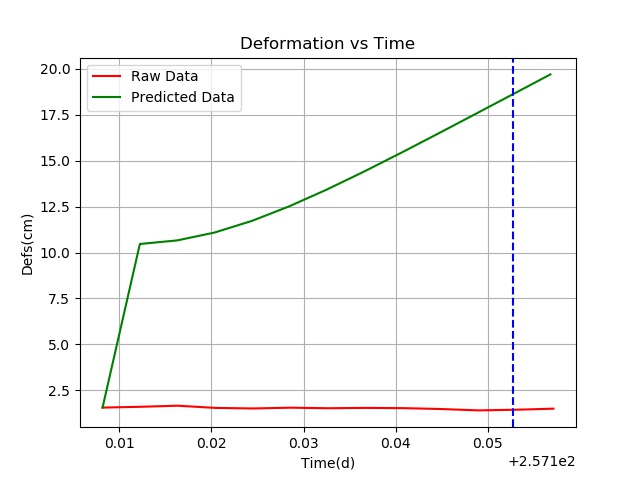 Deformation vs Time
Raw Data
Predicted Data
20.0
17.5
15.0
12.5
10.0
7.5
5.0
2.5
Defs(cm)
0.01 0.02 0.03 0.04 0.05
Time(d)
+2.571e2